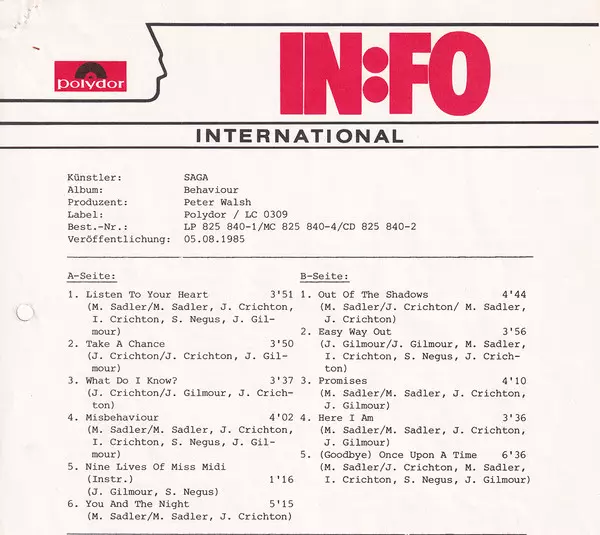 polydor
IN:FO
INTERNATIONAL
Künstler: SAGA
Album: Behaviour
Produzent: Peter Walsh
Label: Polydor / LC 0309
Best.-Nr.: LP 825 840-1/MC 825 840-4/CD 825 840-2
Veröffentlichung: 05.08.1985
A-Seite:
1. Listen To Your Heart 3'51
(M. Sadler/M. Sadler, J. Crichton,
I. Crichton, S. Negus, J. Gil-
mour)
2. Take A Chance 3'50
(J. Crichton/J. Crichton, J. Gil-
mour)
3. What Do I Know? 3'37
(J. Crichton/J. Gilmour, J. Crich-
ton)
4. Misbehaviour 4'02
(M. Sadler/M. Sadler, J. Crichton,
I. Crichton, S. Negus, J. Gil-
mour)
5. Nine Lives Of Miss Midi
(Instr.) 1'16
(J. Gilmour, S. Negus)
6. You And The Night 5'15
(M. Sadler/M. Sadler, J. Crichton)
B-Seite:
1. Out Of The Shadows 4'44
(M. Sadler/J. Crichton/ M. Sadler,
J. Crichton)
2. Easy Way Out 3'56
(J. Gilmour/J. Gilmour, M. Sadler,
I. Crichton, S. Negus, J. Crich-
ton)
3. Promises 4'10
(M. Sadler/M. Sadler, J. Crichton,
J. Gilmour)
4. Here I Am 3'36
(M. Sadler/M. Sadler, J. Crichton,
J. Gilmour)
5. (Goodbye) Once Upon A Time 6'36
(M. Sadler/J. Crichton, M. Sadler,
I. Crichton, S. Negus, J. Gilmour)